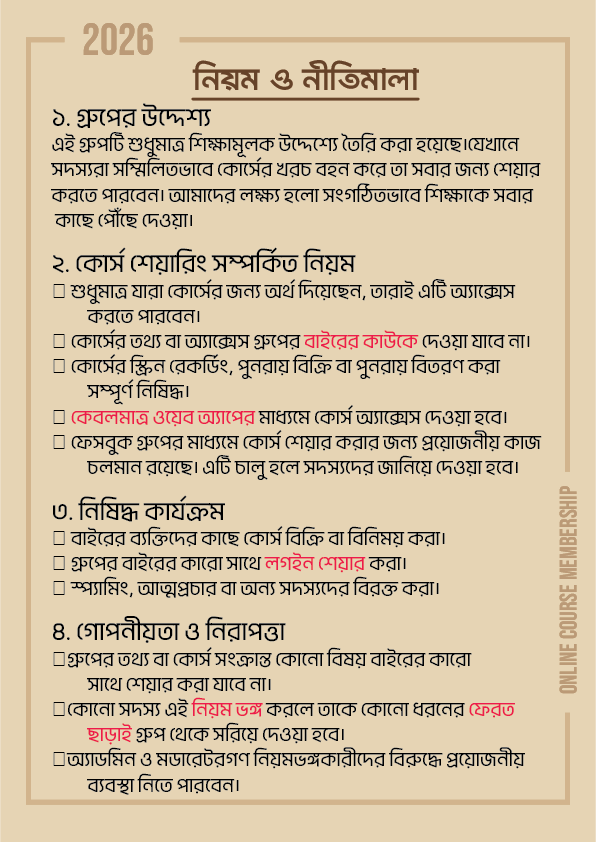 2026
নিয়ম ও নীতিমালা
১. গ্রুপের উদ্দেশ্য
এই গ্রুপটি শুধুমাত্র শিক্ষামূলক উদ্দেশ্যে তৈরি করা হয়েছে।যেখানে
সদস্যরা সম্মিলিতভাবে কোর্সের খরচ বহন করে তা সবার জন্য শেয়ার
করতে পারবেন। আমাদের লক্ষ্য হলো সংগঠিতভাবে শিক্ষাকে সবার
কাছে পৌঁছে দেওয়া।
২. কোর্স শেয়ারিং সম্পর্কিত নিয়ম
□ শুধুমাত্র যারা কোর্সের জন্য অর্থ দিয়েছেন, তারাই এটি অ্যাক্সেস
করতে পারবেন।
□ কোর্সের তথ্য বা অ্যাক্সেস গ্রুপের বাইরের কাউকে দেওয়া যাবে না।
□ কোর্সের স্ক্রিন রেকর্ডিং, পুনরায় বিক্রি বা পুনরায় বিতরণ করা
সম্পূর্ণ নিষিদ্ধ।
□ কেবলমাত্র ওয়েব অ্যাপের মাধ্যমে কোর্স অ্যাক্সেস দেওয়া হবে।
□ ফেসবুক গ্রুপের মাধ্যমে কোর্স শেয়ার করার জন্য প্রয়োজনীয় কাজ
চলমান রয়েছে। এটি চালু হলে সদস্যদের জানিয়ে দেওয়া হবে।
৩. নিষিদ্ধ কার্যক্রম
□ বাইরের ব্যক্তিদের কাছে কোর্স বিক্রি বা বিনিময় করা।
□ গ্রুপের বাইরের কারো সাথে লগইন শেয়ার করা।
□ স্প্যামিং, আত্মপ্রচার বা অন্য সদস্যদের বিরক্ত করা।
৪. গোপনীয়তা ও নিরাপত্তা
□গ্রুপের তথ্য বা কোর্স সংক্রান্ত কোনো বিষয় বাইরের কারো
সাথে শেয়ার করা যাবে না।
□কোনো সদস্য এই নিয়ম ভঙ্গ করলে তাকে কোনো ধরনের ফেরত
ছাড়াই গ্রুপ থেকে সরিয়ে দেওয়া হবে।
□অ্যাডমিন ও মডারেটরগণ নিয়মভঙ্গকারীদের বিরুদ্ধে প্রয়োজনীয়
ব্যবস্থা নিতে পারবেন।
ONLINE COURSE MEMBERSHIP